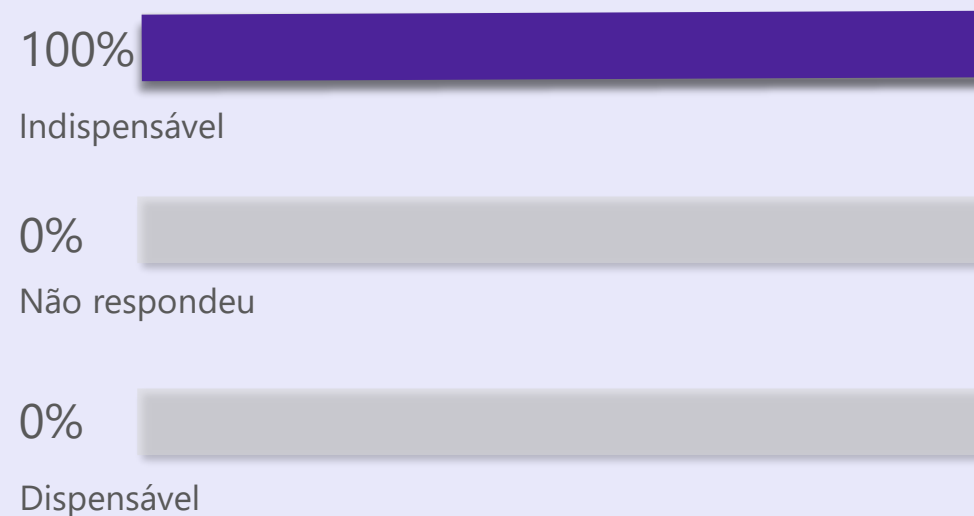 100%
Indispensável
0%
Não respondeu
0%
Dispensável